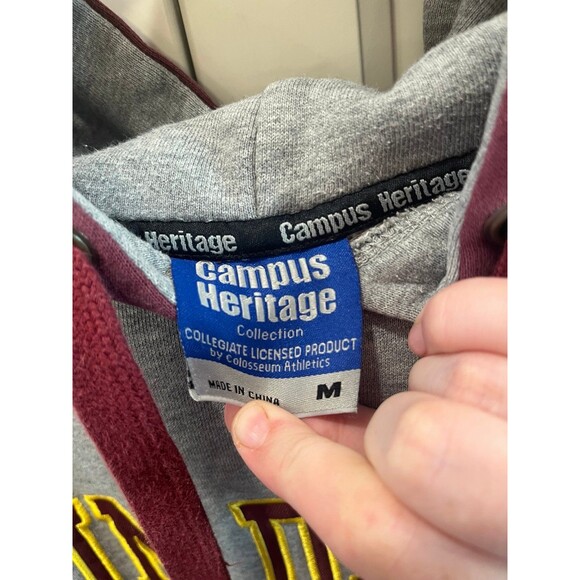 Heritage Campus Heritage
Campus
Heritage
Collection
COLLEGIATE LICENSED PRODUCT
by Colosseum Athletics
MADE IN CHINA M